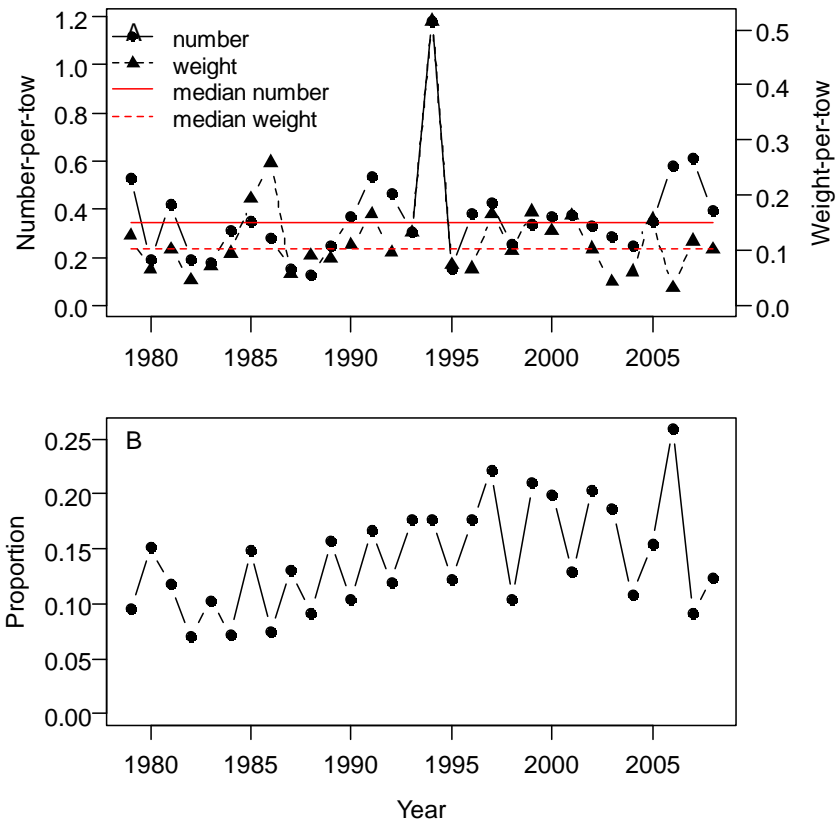 A
number
weight
median number
median weight
Number-per-tow
1.2
1.0
0.8
0.6
0.4
0.2
0.0
Weight-per-tow
0.5
0.4
0.3
0.2
0.1
0.0
1980 1985 1990 1995 2000 2005
B
Proportion
0.25
0.20
0.15
0.10
0.05
0.00
1980 1985 1990 1995 2000 2005
Year